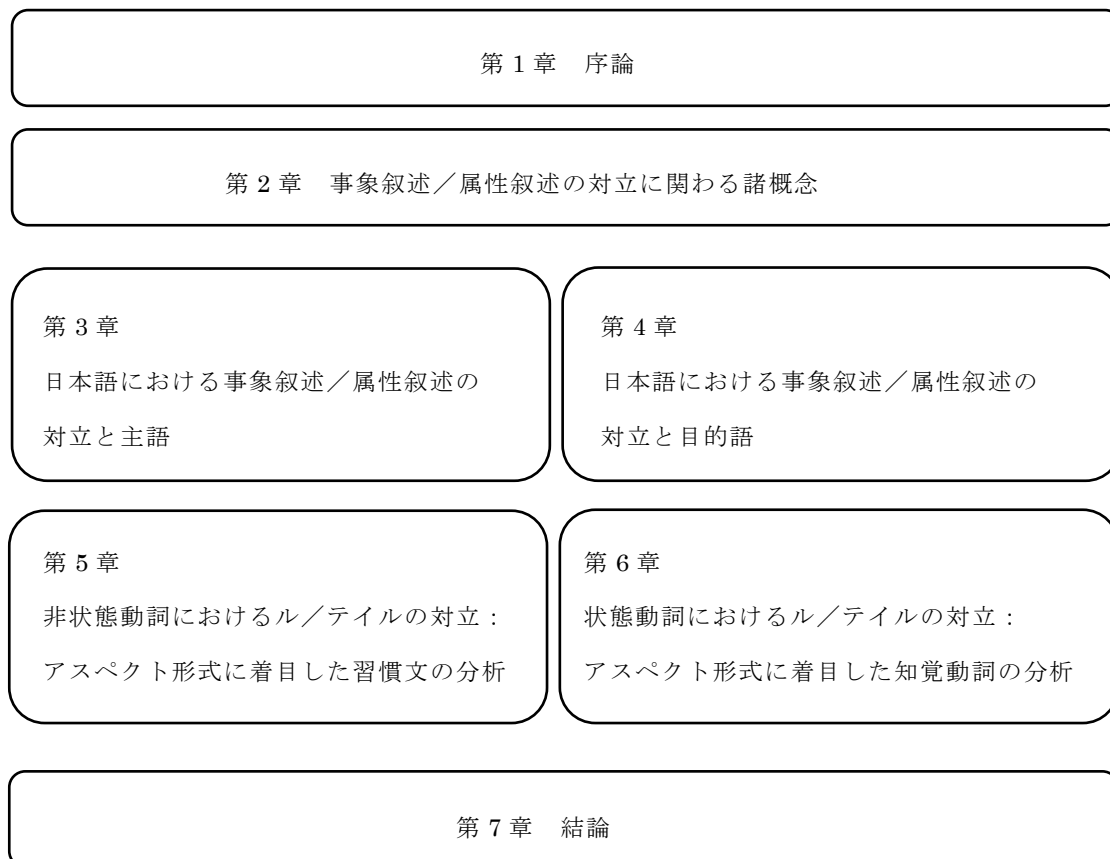 第 1 章　序論
第 2 章　事象叙述／属性叙述の対立に関わる諸概念
第 3 章
日本語における事象叙述／属性叙述の
対立と主語
第 4 章
日本語における事象叙述／属性叙述の
対立と目的語
第 5 章
非状態動詞におけるル／テイルの対立：
アスペクト形式に着目した習慣文の分析
第 6 章
状態動詞におけるル／テイルの対立：
アスペクト形式に着目した知覚動詞の分析
第 7 章　結論